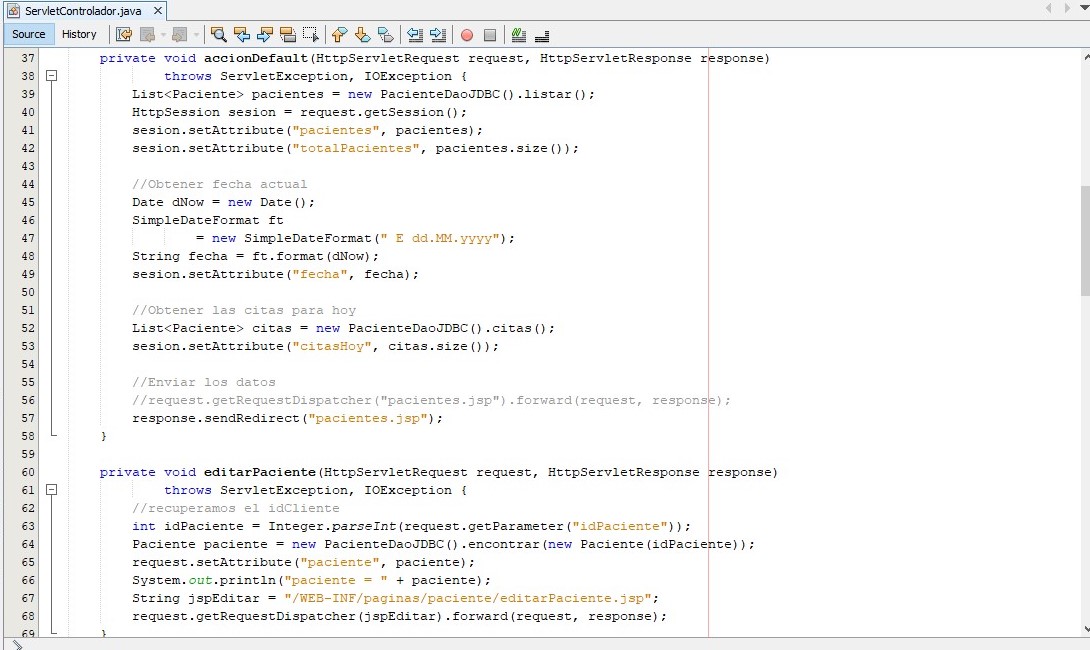 ServletControlador.java
Source History
37 private void accionDefault(HttpServletRequest request, HttpServletResponse response)
38 throws ServletException, IOException {
39 List<Paciente> pacientes = new PacienteDaoJDBC().listar();
40 HttpSession sesion = request.getSession();
41 sesion.setAttribute("pacientes", pacientes);
42 sesion.setAttribute("totalPacientes", pacientes.size());
43
44 //Obtener fecha actual
45 Date dNow = new Date();
46 SimpleDateFormat ft
47 = new SimpleDateFormat(" E dd.MM.yyyy");
48 String fecha = ft.format(dNow);
49 sesion.setAttribute("fecha", fecha);
50
51 //Obtener las citas para hoy
52 List<Paciente> citas = new PacienteDaoJDBC().citas();
53 sesion.setAttribute("citasHoy", citas.size());
54
55 //Enviar los datos
56 //request.getRequestDispatcher("pacientes.jsp").forward(request, response);
57 response.sendRedirect("pacientes.jsp");
58 }
59
60 private void editarPaciente(HttpServletRequest request, HttpServletResponse response)
61 throws ServletException, IOException {
62 //recuperamos el idCliente
63 int idPaciente = Integer.parseInt(request.getParameter("idPaciente"));
64 Paciente paciente = new PacienteDaoJDBC().encontrar(new Paciente(idPaciente));
65 request.setAttribute("paciente", paciente);
66 System.out.println("paciente = " + paciente);
67 String jspEditar = "/WEB-INF/paginas/paciente/editarPaciente.jsp";
68 request.getRequestDispatcher(jspEditar).forward(request, response);
69 }